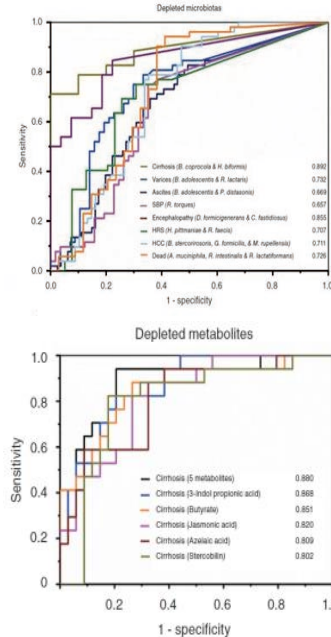 Depleted microbiotas
1.0
0.8
0.6
0.4
0.2
0.0
Sensitivity
Cirrhosis (B. coprocola & H. biformis) 0.892
Varices (B. adolescentis & R. lactaris) 0.732
Ascites (B. adolescentis & P. distasonis) 0.669
SBP (R. torques) 0.657
Encephalopathy (D. formicigenerans & C. fastidiosus) 0.855
HRS (H. pittmaniae & R. faecis) 0.707
HCC (B. stercorirosoris, G. formicilis, & M. rupellensis) 0.711
Dead (A. muciniphila, R. intestinalis & R. lactatiformans) 0.726
0.0 0.2 0.4 0.6 0.8 1.0
1 - specificity
Depleted metabolites
1.0
0.8
0.6
0.4
0.2
0
Sensitivity
Cirrhosis (5 metabolites) 0.880
Cirrhosis (3-Indol propionic acid) 0.868
Cirrhosis (Butyrate) 0.851
Cirrhosis (Jasmonic acid) 0.820
Cirrhosis (Azelaic acid) 0.809
Cirrhosis (Stercobilin) 0.802
0.2 0.4 0.6 0.8 1.0
1 - specificity